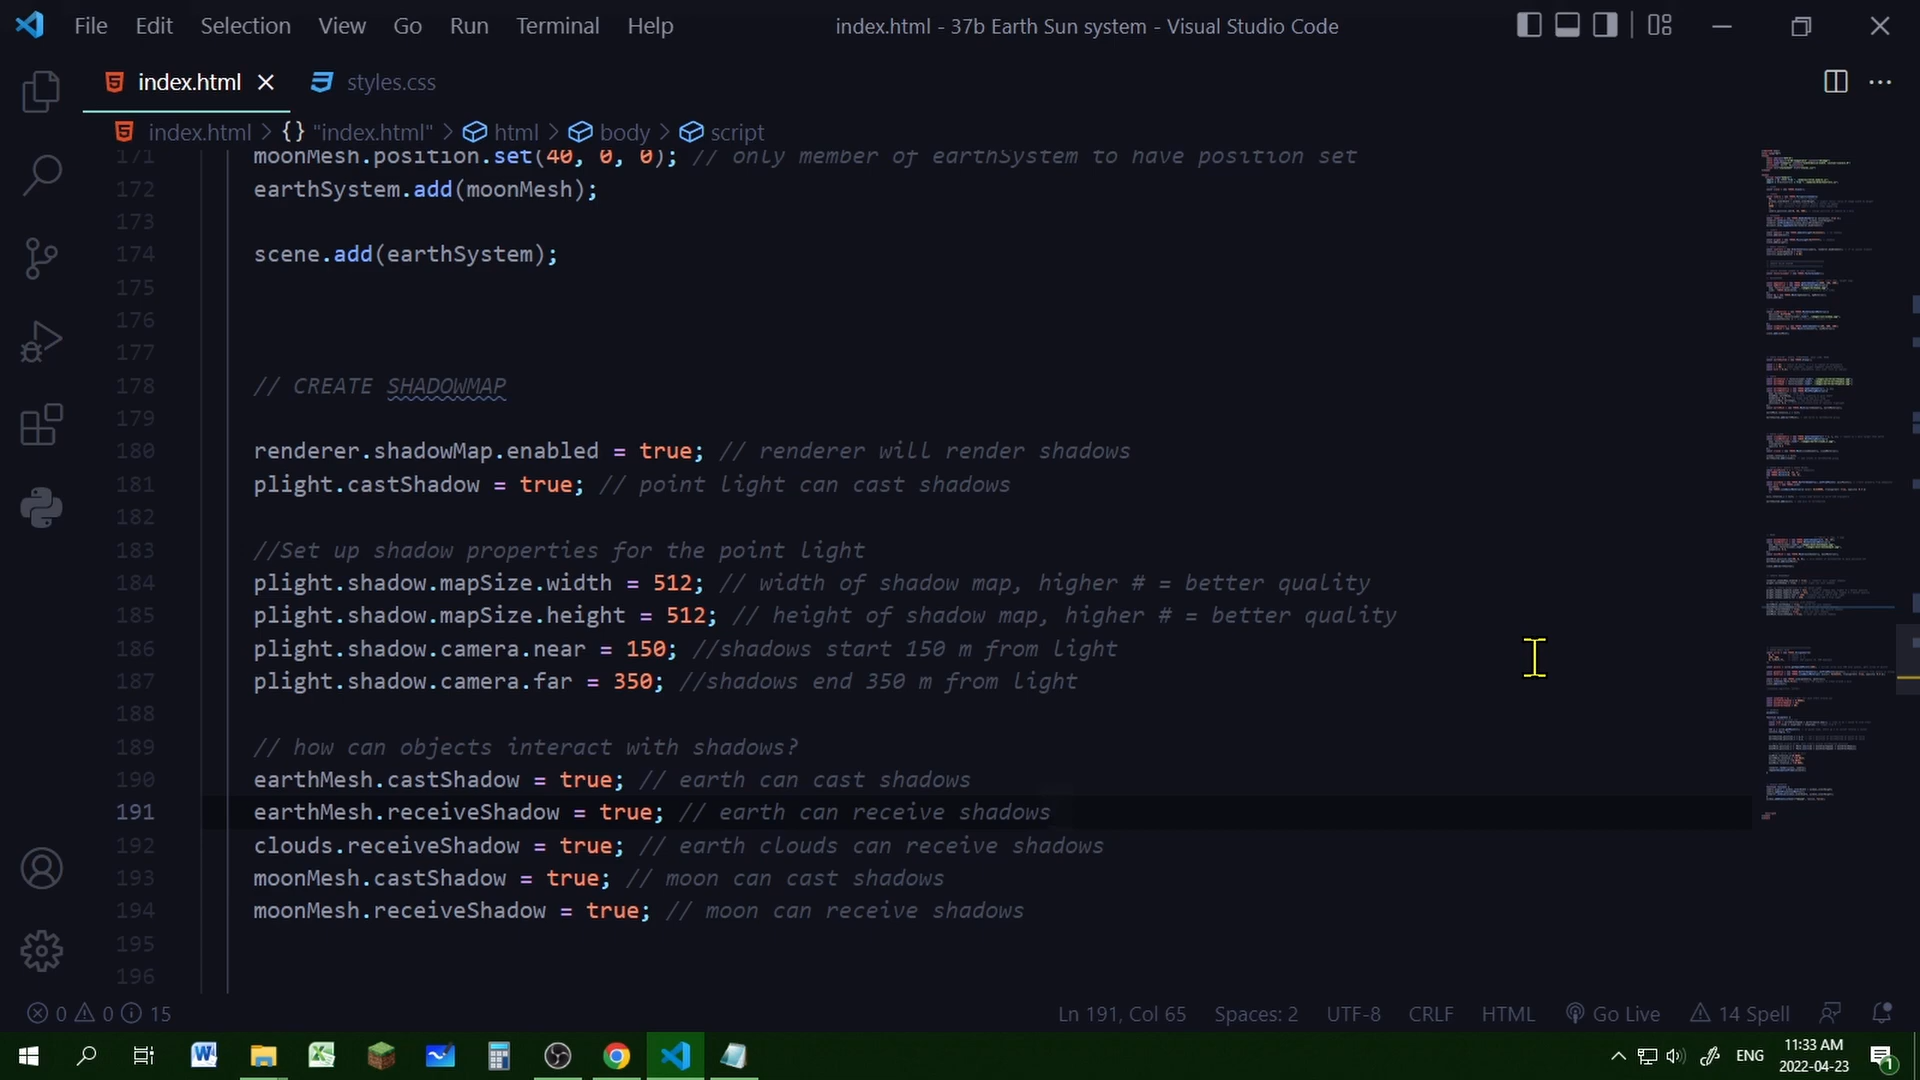 File Edit Selection View Go Run Terminal Help
index.html - 37b Earth Sun system - Visual Studio Code
index.html
styles.css
index.html > {} "index.html" > html > body > script
171 moonMesh.position.set(40, 0, 0); // only member of earthSystem to have position set
172 earthSystem.add(moonMesh);
173
174 scene.add(earthSystem);
175
176
177
178 // CREATE SHADOWMAP
179
180 renderer.shadowMap.enabled = true; // renderer will render shadows
181 plight.castShadow = true; // point light can cast shadows
182
183 //Set up shadow properties for the point light
184 plight.shadow.mapSize.width = 512; // width of shadow map, higher # = better quality
185 plight.shadow.mapSize.height = 512; // height of shadow map, higher # = better quality
186 plight.shadow.camera.near = 150; //shadows start 150 m from light
187 plight.shadow.camera.far = 350; //shadows end 350 m from light
188
189 // how can objects interact with shadows?
190 earthMesh.castShadow = true; // earth can cast shadows
191 earthMesh.receiveShadow = true; // earth can receive shadows
192 clouds.receiveShadow = true; // earth clouds can receive shadows
193 moonMesh.castShadow = true; // moon can cast shadows
194 moonMesh.receiveShadow = true; // moon can receive shadows
195
196
0 0 15
Ln 191, Col 65 Spaces: 2 UTF-8 CRLF HTML Go Live 14 Spell
ENG
11:33 AM
2022-04-23
1